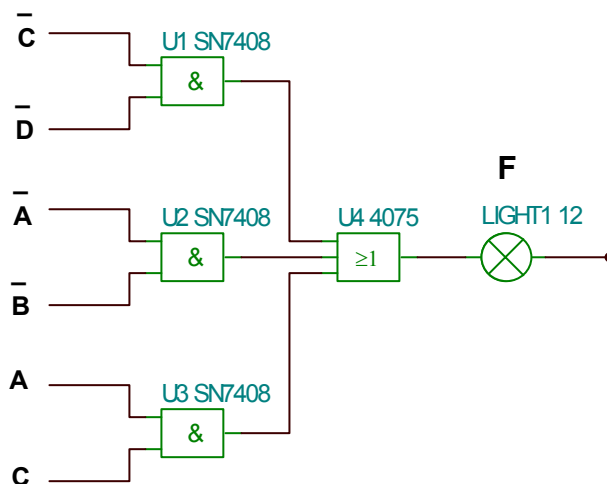 C̅
U1 SN7408
&
D̅
F
A̅
U2 SN7408
U4 4075
LIGHT1 12
&
≥1
B̅
A
U3 SN7408
&
C